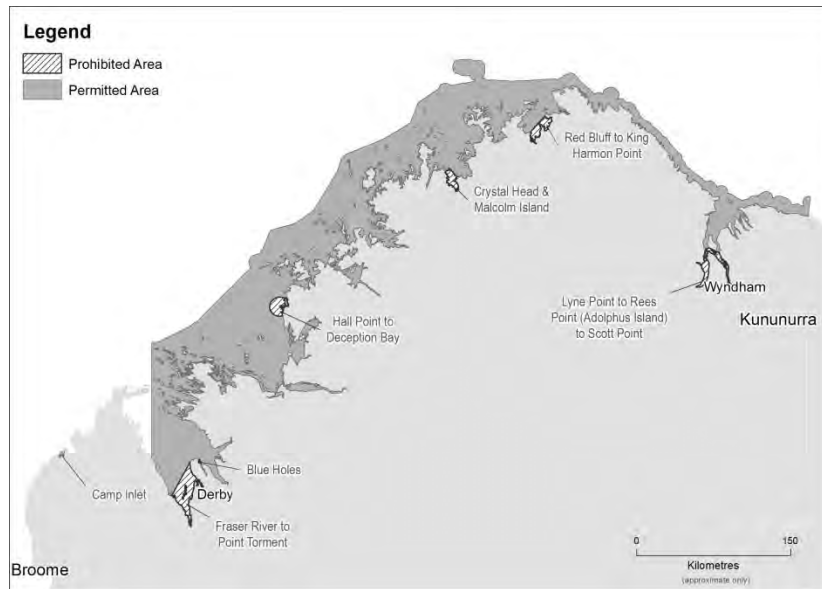 Legend
Prohibited Area
Permitted Area
Red Bluff to King
Harmon Point
Crystal Head &
Malcolm Island
Wyndham
Lyne Point to Rees
Point (Adolphus Island)
to Scott Point
Kununurra
Hall Point to
Deception Bay
Blue Holes
Camp Inlet
Derby
Fraser River to
Point Torment
0
150
Kilometres
(approximate only)
Broome